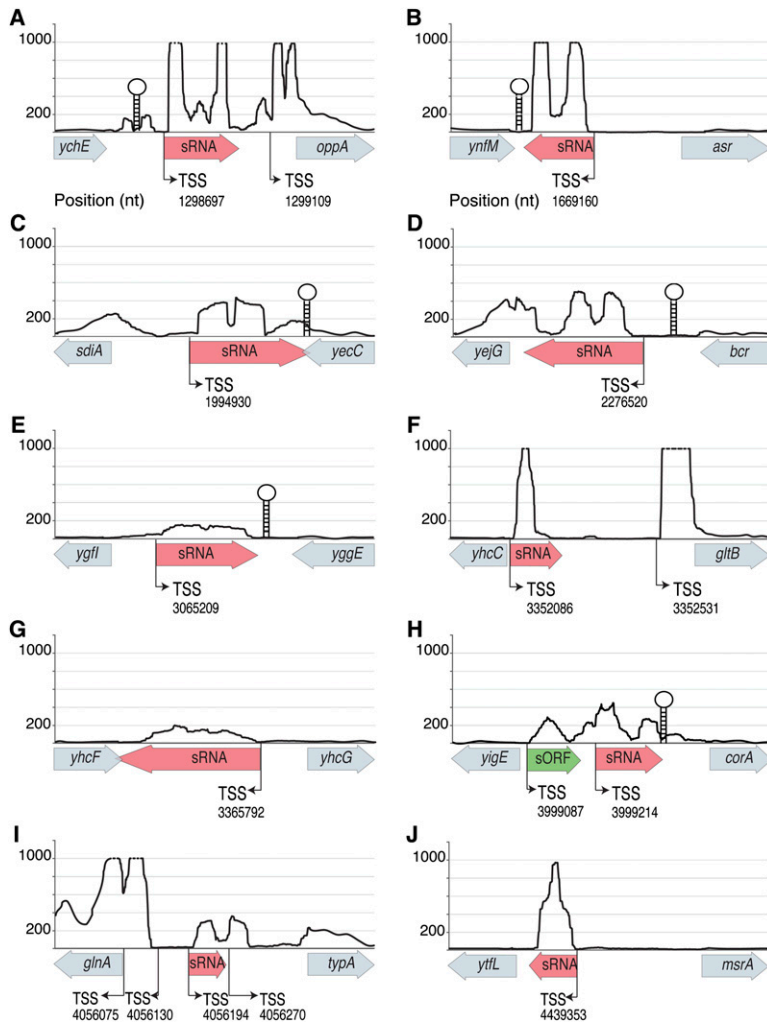 A
1000
200
ychE
sRNA
oppA
TSS
1298697
TSS
1299109
Position (nt)
B
1000
200
ynfM
sRNA
asr
TSS
1669160
Position (nt)
C
1000
200
sdiA
sRNA
yecC
TSS
1994930
D
1000
200
yejG
sRNA
bcr
TSS
2276520
E
1000
200
ygfI
sRNA
yggE
TSS
3065209
F
1000
200
yhcC
sRNA
gltB
TSS
3352086
TSS
3352531
G
1000
200
yhcF
sRNA
yhcG
TSS
3365792
H
1000
200
yigE
sORF
sRNA
corA
TSS
3999087
TSS
3999214
I
1000
200
glnA
sRNA
typA
TSS
4056075
TSS
4056130
TSS
4056194
TSS
4056270
J
1000
200
ytfL
sRNA
msrA
TSS
4439353